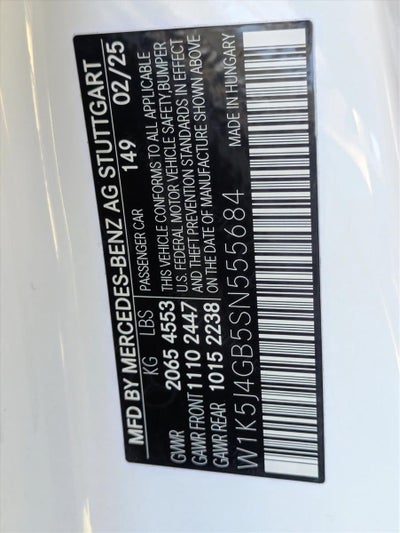 MFD BY MERCEDES-BENZ AG STUTTGART
KG LBS PASSENGER CAR 149 02/25
GVWR 2065 4553
GAWR FRONT 1110 2447
GAWR REAR 1015 2238
THIS VEHICLE CONFORMS TO ALL APPLICABLE
U.S. FEDERAL MOTOR VEHICLE SAFETY, BUMPER
AND THEFT PREVENTION STANDARDS IN EFFECT
ON THE DATE OF MANUFACTURE SHOWN ABOVE
W1K5J4GB5SN555684 MADE IN HUNGARY